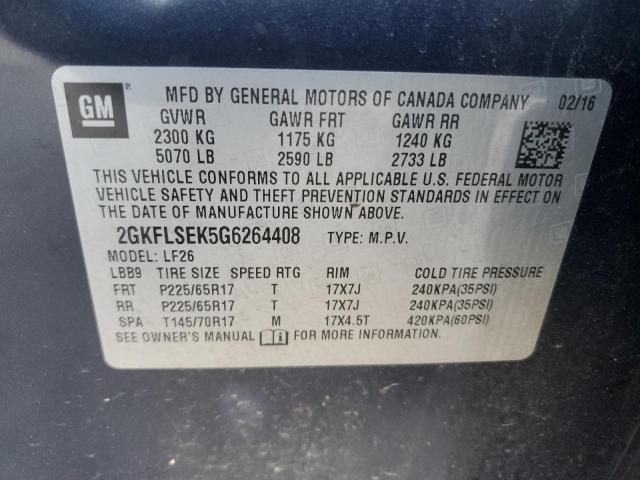 GM MFD BY GENERAL MOTORS OF CANADA COMPANY 02/16
GVWR GAWR FRT GAWR RR
2300 KG 1175 KG 1240 KG
5070 LB 2590 LB 2733 LB
THIS VEHICLE CONFORMS TO ALL APPLICABLE U.S. FEDERAL MOTOR
VEHICLE SAFETY AND THEFT PREVENTION STANDARDS IN EFFECT ON
THE DATE OF MANUFACTURE SHOWN ABOVE.
2GKFLSEK5G6264408 TYPE: M.P.V.
MODEL: LF26
LBB9 TIRE SIZE SPEED RTG RIM COLD TIRE PRESSURE
FRT P225/65R17 T 17X7J 240KPA(35PSI)
RR P225/65R17 T 17X7J 240KPA(35PSI)
SPA T145/70R17 M 17X4.5T 420KPA(60PSI)
SEE OWNER'S MANUAL FOR MORE INFORMATION.